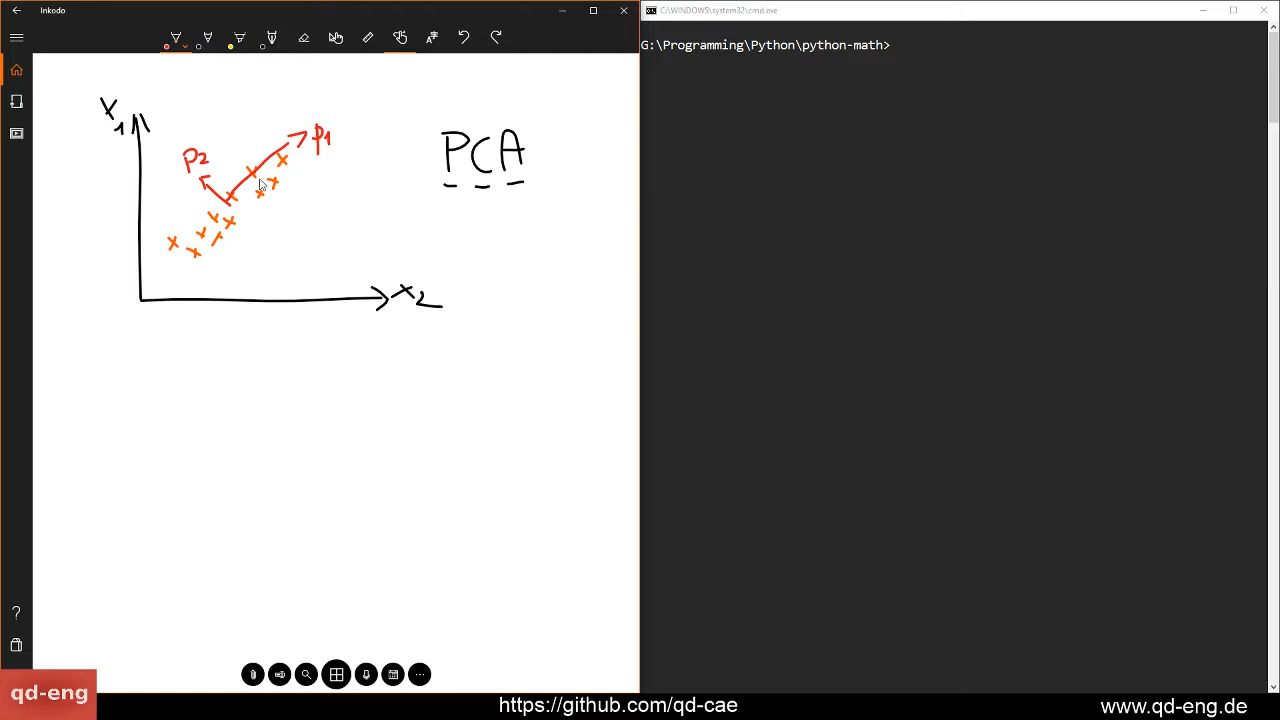 Inkodo
C:\WINDOWS\system32\cmd.exe
G:\Programming\Python\python-math>
x1
p1
p2
PCA
x2
qd-eng
https://github.com/qd-cae
www.qd-eng.de